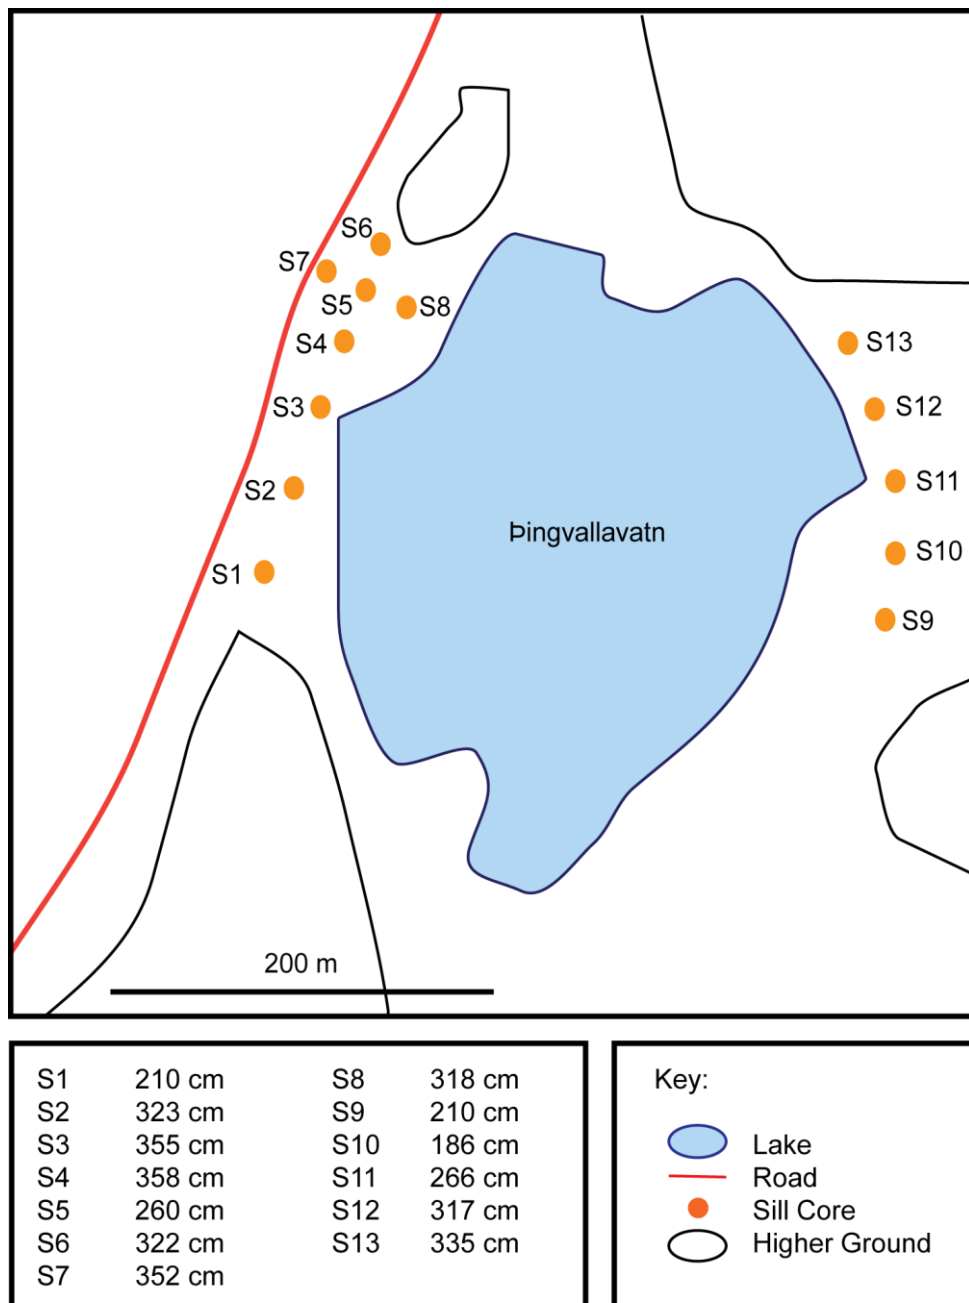 S6
S7
S5
S8
S4
S13
S3
S12
S2
S11
Þingvallavatn
S10
S1
S9
200 m
S1 210 cm
S2 323 cm
S3 355 cm
S4 358 cm
S5 260 cm
S6 322 cm
S7 352 cm
S8 318 cm
S9 210 cm
S10 186 cm
S11 266 cm
S12 317 cm
S13 335 cm
Key:
Lake
Road
Sill Core
Higher Ground